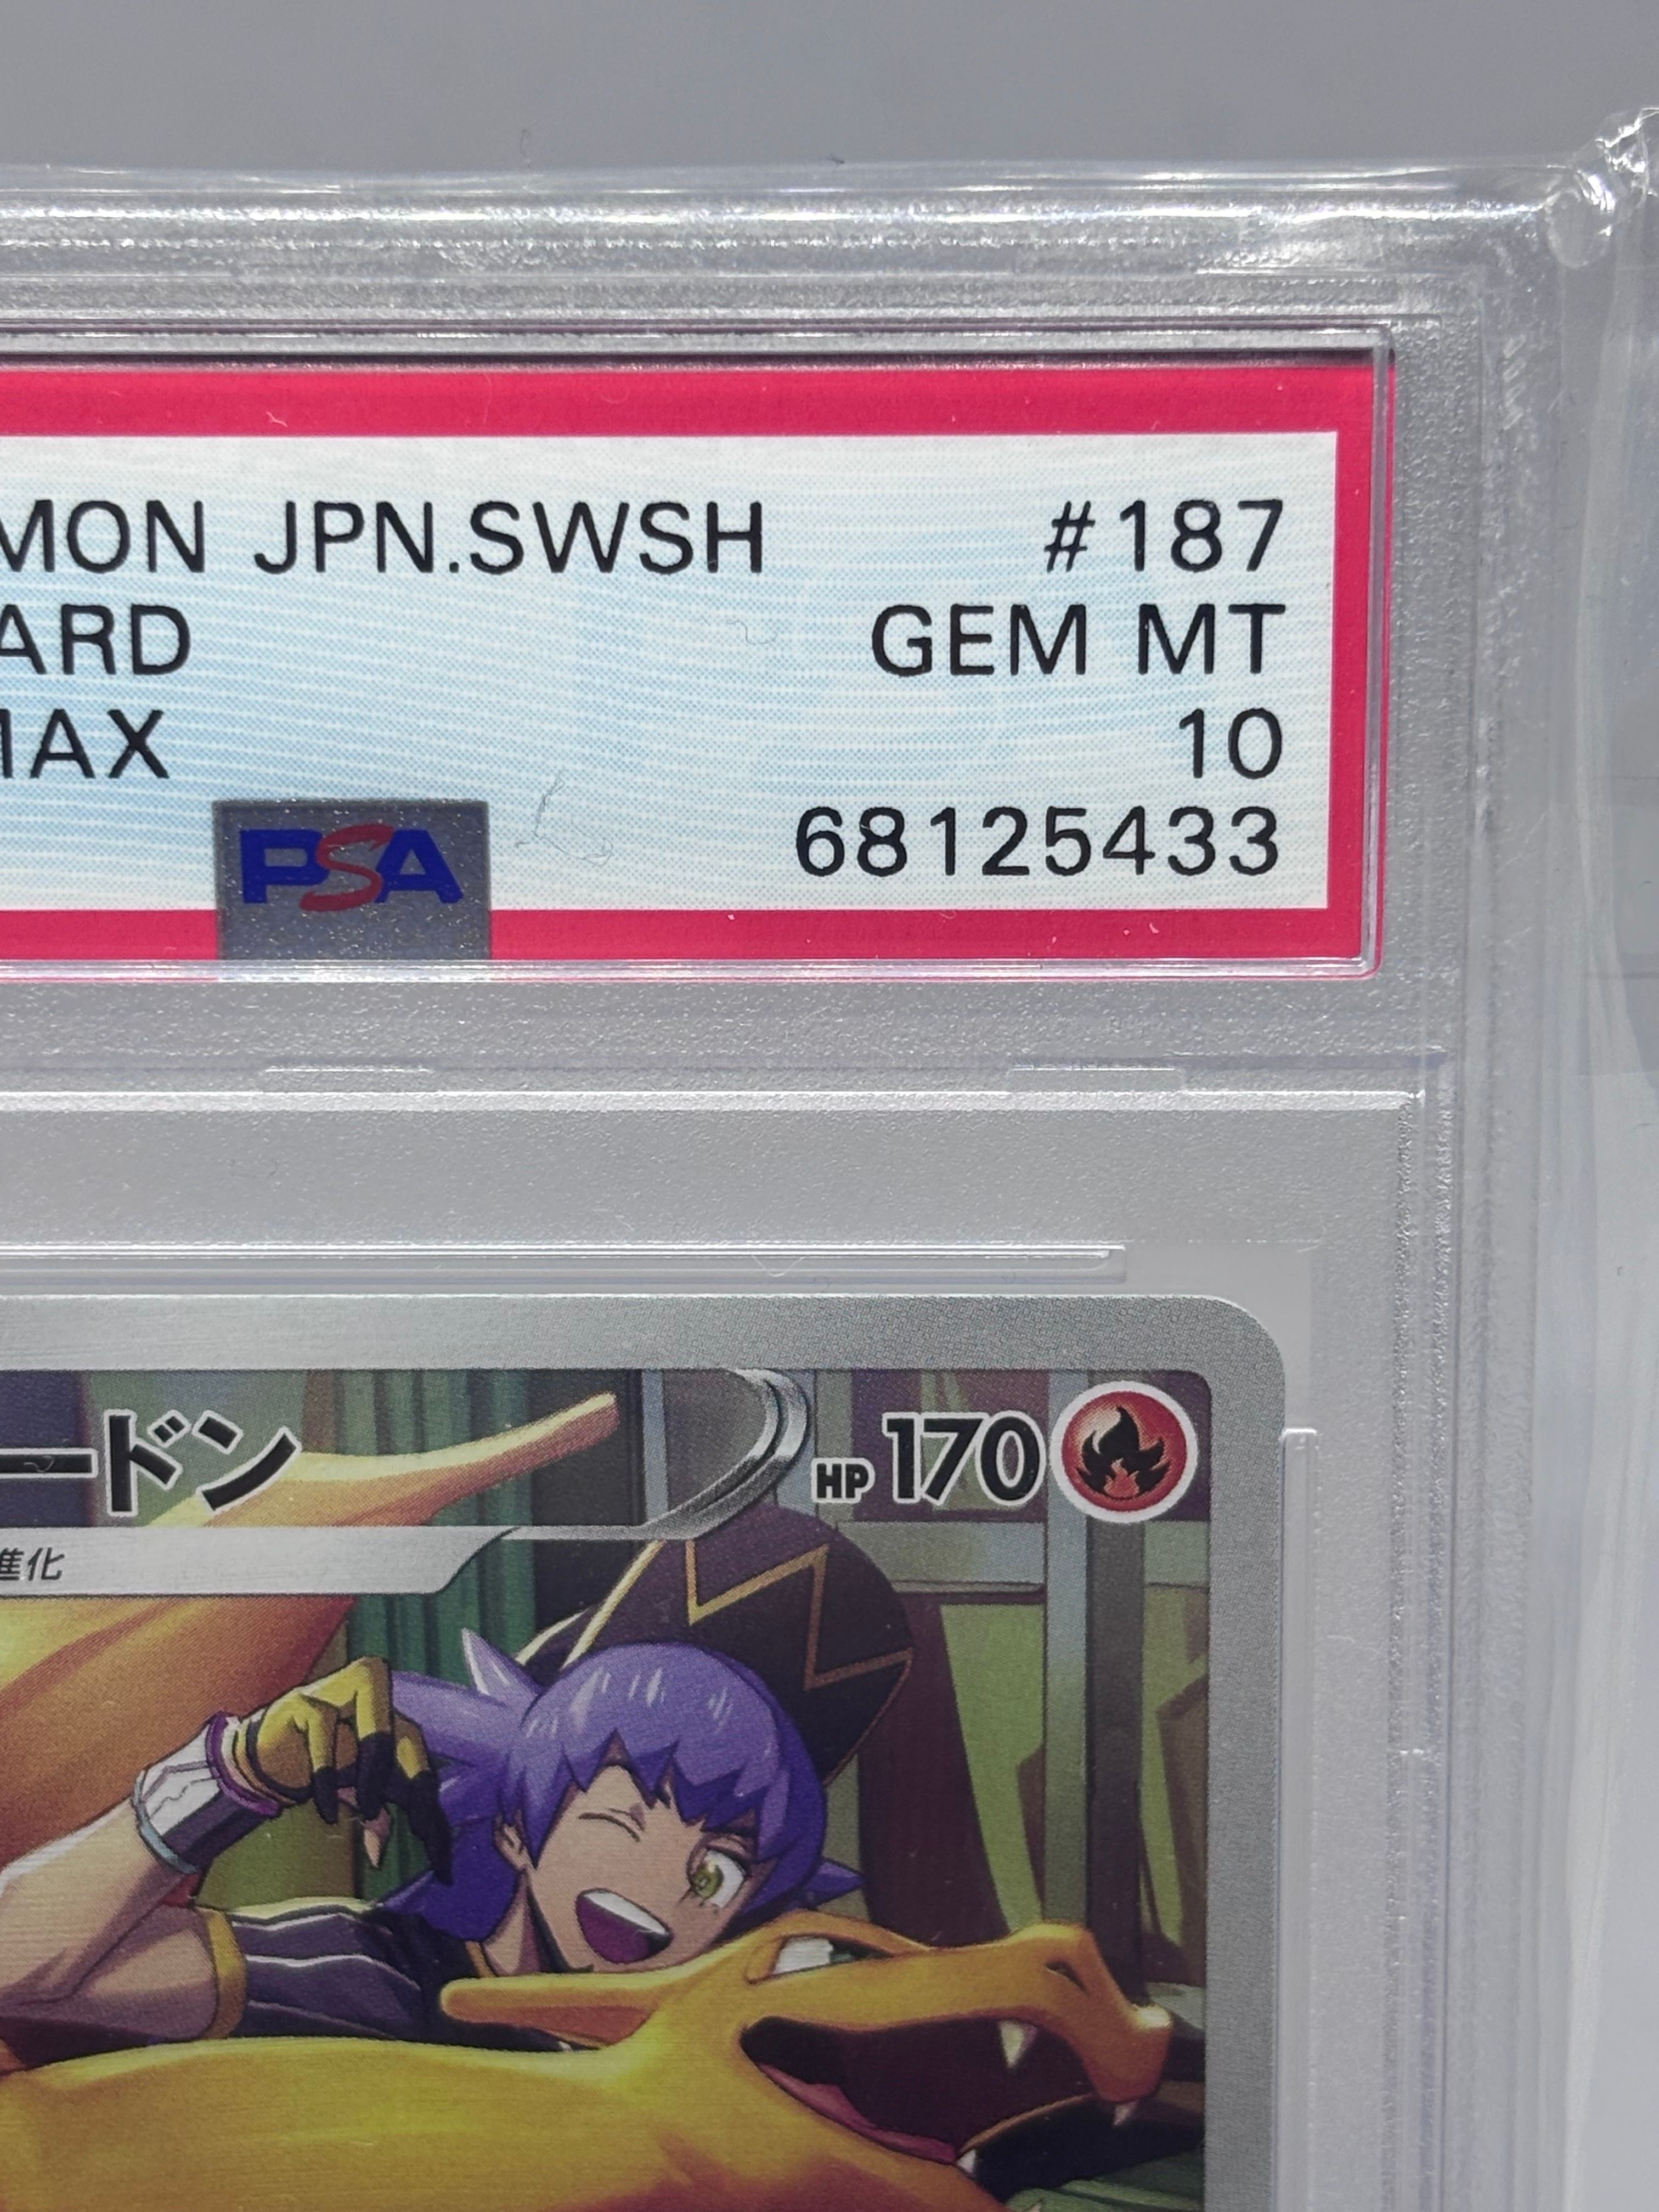 MON JPN.SWSH #187
ARD GEM MT
MAX 10
PSA 68125433
ードン HP 170
進化